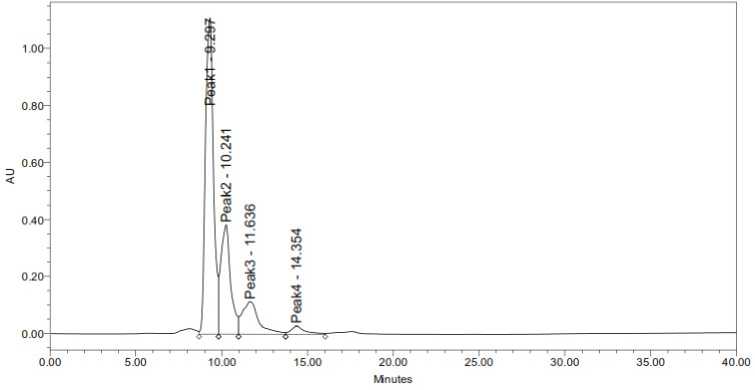 Peak1 - 9.297
Peak2 - 10.241
Peak3 - 11.636
Peak4 - 14.354
AU
1.00
0.80
0.60
0.40
0.20
0.00
0.00 5.00 10.00 15.00 20.00 25.00 30.00 35.00 40.00
Minutes